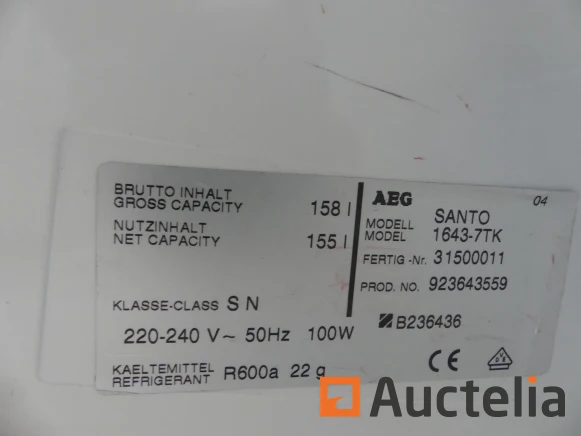 BRUTTO INHALT
GROSS CAPACITY 158 l
NUTZINHALT
NET CAPACITY 155 l
KLASSE-CLASS S N
220-240 V~ 50Hz 100W
KAELTEMITTEL
REFRIGERANT R600a 22 g
AEG 04
MODELL SANTO
MODEL 1643-7TK
FERTIG-Nr. 31500011
PROD. NO. 923643559
B236436
CE
Auctelia